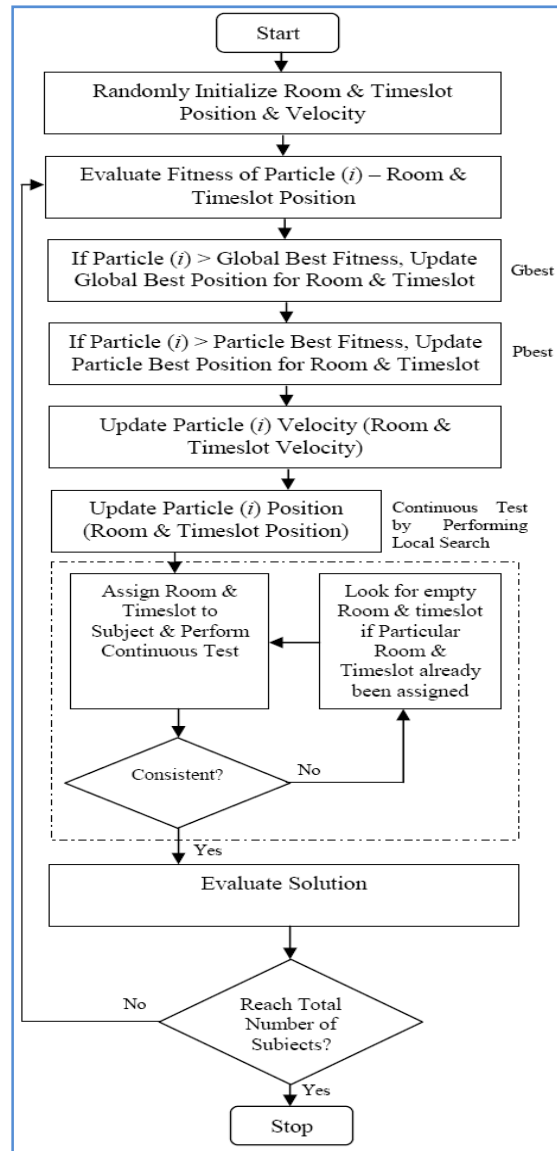 Start
Randomly Initialize Room & Timeslot
Position & Velocity
Evaluate Fitness of Particle (i) – Room &
Timeslot Position
If Particle (i) > Global Best Fitness, Update
Global Best Position for Room & Timeslot
Gbest
If Particle (i) > Particle Best Fitness, Update
Particle Best Position for Room & Timeslot
Pbest
Update Particle (i) Velocity (Room &
Timeslot Velocity)
Update Particle (i) Position
(Room & Timeslot Position)
Continuous Test
by Performing
Local Search
Assign Room &
Timeslot to
Subject & Perform
Continuous Test
Look for empty
Room & timeslot
if Particular
Room &
Timeslot already
been assigned
Consistent?
No
Yes
Evaluate Solution
No
Reach Total
Number of
Subjects?
Yes
Stop